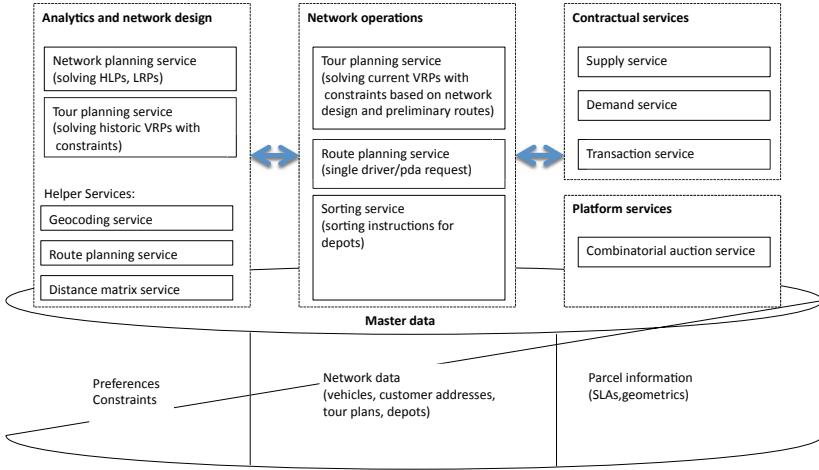 Analytics and network design
Network planning service
(solving HLPs, LRPs)
Tour planning service
(solving historic VRPs with
constraints)
Helper Services:
Geocoding service
Route planning service
Distance matrix service
Network operations
Tour planning service
(solving current VRPs with
constraints based on network
design and preliminary routes)
Route planning service
(single driver/pda request)
Sorting service
(sorting instructions for
depots)
Contractual services
Supply service
Demand service
Transaction service
Platform services
Combinatorial auction service
Master data
Preferences
Constraints
Network data
(vehicles, customer addresses,
tour plans, depots)
Parcel information
(SLAs,geometrics)